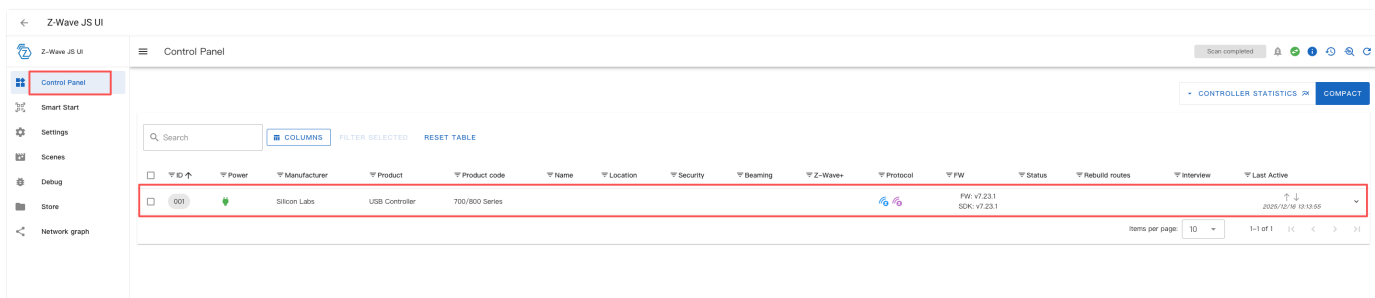 Z-Wave JS UI
Z-Wave JS UI
Control Panel
Scan completed
Control Panel
Smart Start
Settings
Scenes
Debug
Store
Network graph
CONTROLLER STATISTICS
COMPACT
Search
COLUMNS
FILTER SELECTED
RESET TABLE
ID Power Manufacturer Product Product code Name Location Security Beaming Z-Wave+ Protocol FW Status Rebuild routes Interview Last Active
001 Silicon Labs USB Controller 700/800 Series FW: v7.23.1
SDK: v7.23.1 2025/12/16 13:13:55
Items per page: 10 1-1 of 1